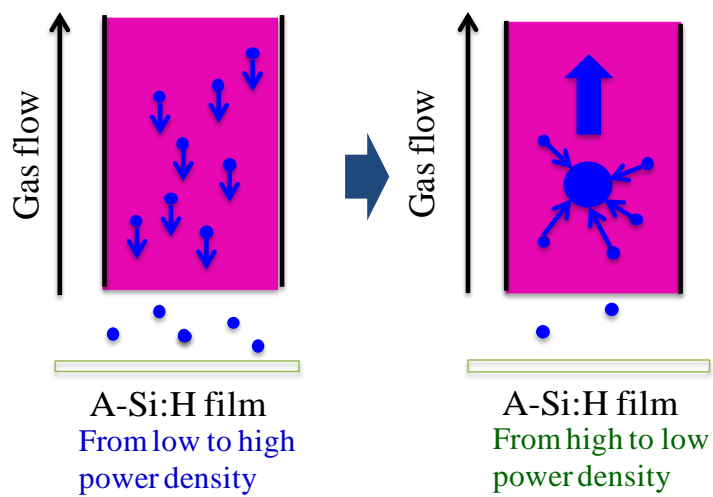 Gas flow
A-Si:H film
From low to high
power density
Gas flow
A-Si:H film
From high to low
power density